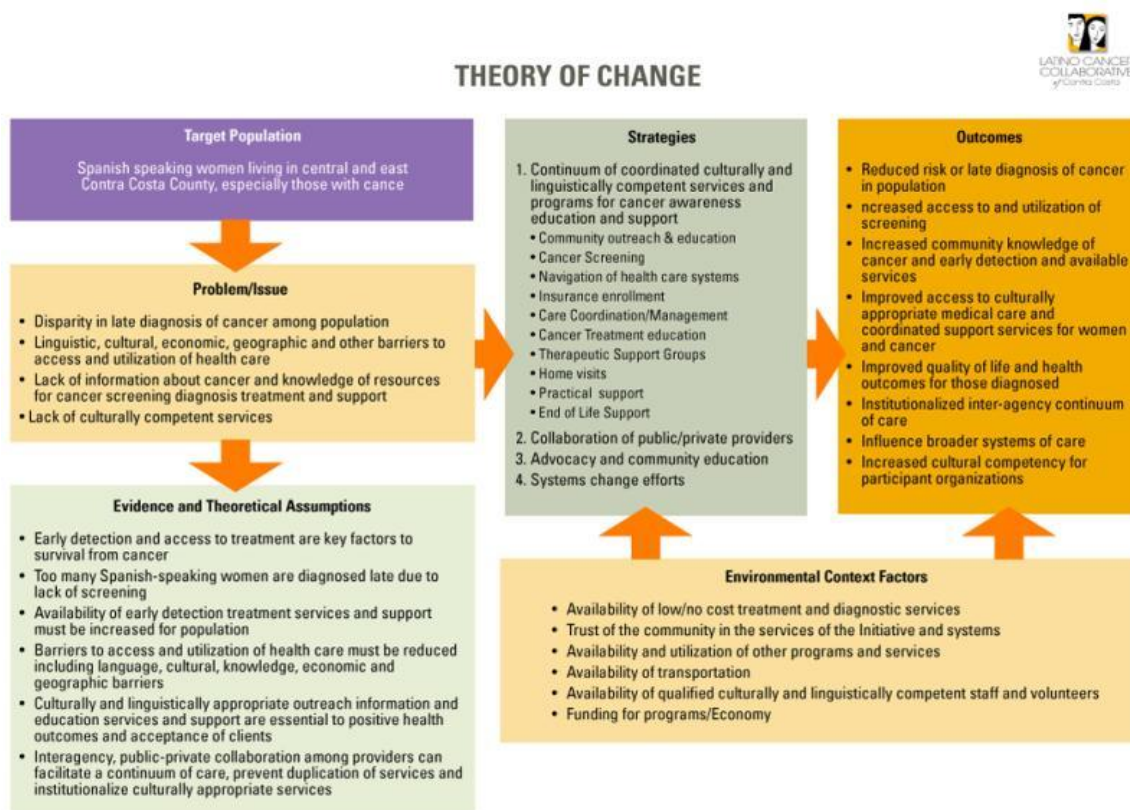 LATINO CANCER
COLLABORATIVE
of Contra Costa
THEORY OF CHANGE
Target Population
Spanish speaking women living in central and east
Contra Costa County, especially those with cance
Problem/Issue
• Disparity in late diagnosis of cancer among population
• Linguistic, cultural, economic, geographic and other barriers to
access and utilization of health care
• Lack of information about cancer and knowledge of resources
for cancer screening diagnosis treatment and support
• Lack of culturally competent services
Evidence and Theoretical Assumptions
• Early detection and access to treatment are key factors to
survival from cancer
• Too many Spanish-speaking women are diagnosed late due to
lack of screening
• Availability of early detection treatment services and support
must be increased for population
• Barriers to access and utilization of health care must be reduced
including language, cultural, knowledge, economic and
geographic barriers
• Culturally and linguistically appropriate outreach information and
education services and support are essential to positive health
outcomes and acceptance of clients
• Interagency, public-private collaboration among providers can
facilitate a continuum of care, prevent duplication of services and
institutionalize culturally appropriate services
Strategies
1. Continuum of coordinated culturally and
linguistically competent services and
programs for cancer awareness
education and support
• Community outreach & education
• Cancer Screening
• Navigation of health care systems
• Insurance enrollment
• Care Coordination/Management
• Cancer Treatment education
• Therapeutic Support Groups
• Home visits
• Practical support
• End of Life Support
2. Collaboration of public/private providers
3. Advocacy and community education
4. Systems change efforts
Outcomes
• Reduced risk or late diagnosis of cancer
in population
• ncreased access to and utilization of
screening
• Increased community knowledge of
cancer and early detection and available
services
• Improved access to culturally
appropriate medical care and
coordinated support services for women
and cancer
• Improved quality of life and health
outcomes for those diagnosed
• Institutionalized inter-agency continuum
of care
• Influence broader systems of care
• Increased cultural competency for
participant organizations
Environmental Context Factors
• Availability of low/no cost treatment and diagnostic services
• Trust of the community in the services of the Initiative and systems
• Availability and utilization of other programs and services
• Availability of transportation
• Availability of qualified culturally and linguistically competent staff and volunteers
• Funding for programs/Economy